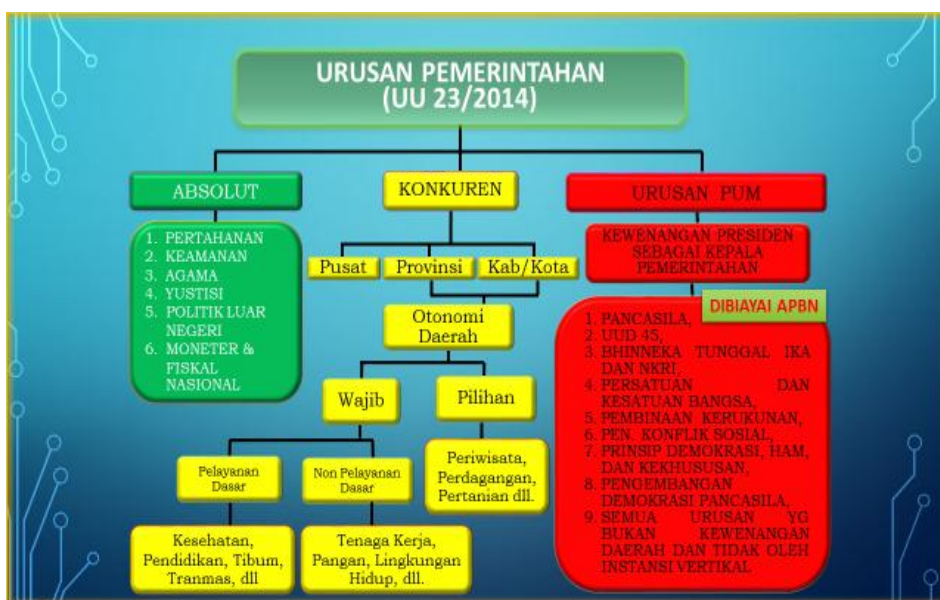 URUSAN PEMERINTAHAN
(UU 23/2014)
ABSOLUT
1. PERTAHANAN
2. KEAMANAN
3. AGAMA
4. YUSTISI
5. POLITIK LUAR
NEGERI
6. MONETER &
FISKAL
NASIONAL
KONKUREN
Pusat
Provinsi
Kab/Kota
Otonomi
Daerah
Wajib
Pilihan
Pelayanan
Dasar
Non Pelayanan
Dasar
Periwisata,
Perdagangan,
Pertanian dll.
Kesehatan,
Pendidikan, Tibum,
Tranmas, dll
Tenaga Kerja,
Pangan, Lingkungan
Hidup, dll.
URUSAN PUM
KEWENANGAN PRESIDEN
SEBAGAI KEPALA
PEMERINTAHAN
DIBIAYAI APBN
1. PANCASILA,
2. UUD 45,
3. BHINNEKA TUNGGAL IKA
DAN NKRI,
4. PERSATUAN DAN
KESATUAN BANGSA,
5. PEMBINAAN KERUKUNAN,
6. PEN. KONFLIK SOSIAL,
7. PRINSIP DEMOKRASI, HAM,
DAN KEKHUSUSAN,
8. PENGEMBANGAN
DEMOKRASI PANCASILA,
9. SEMUA URUSAN YG
BUKAN KEWENANGAN
DAERAH DAN TIDAK OLEH
INSTANSI VERTIKAL